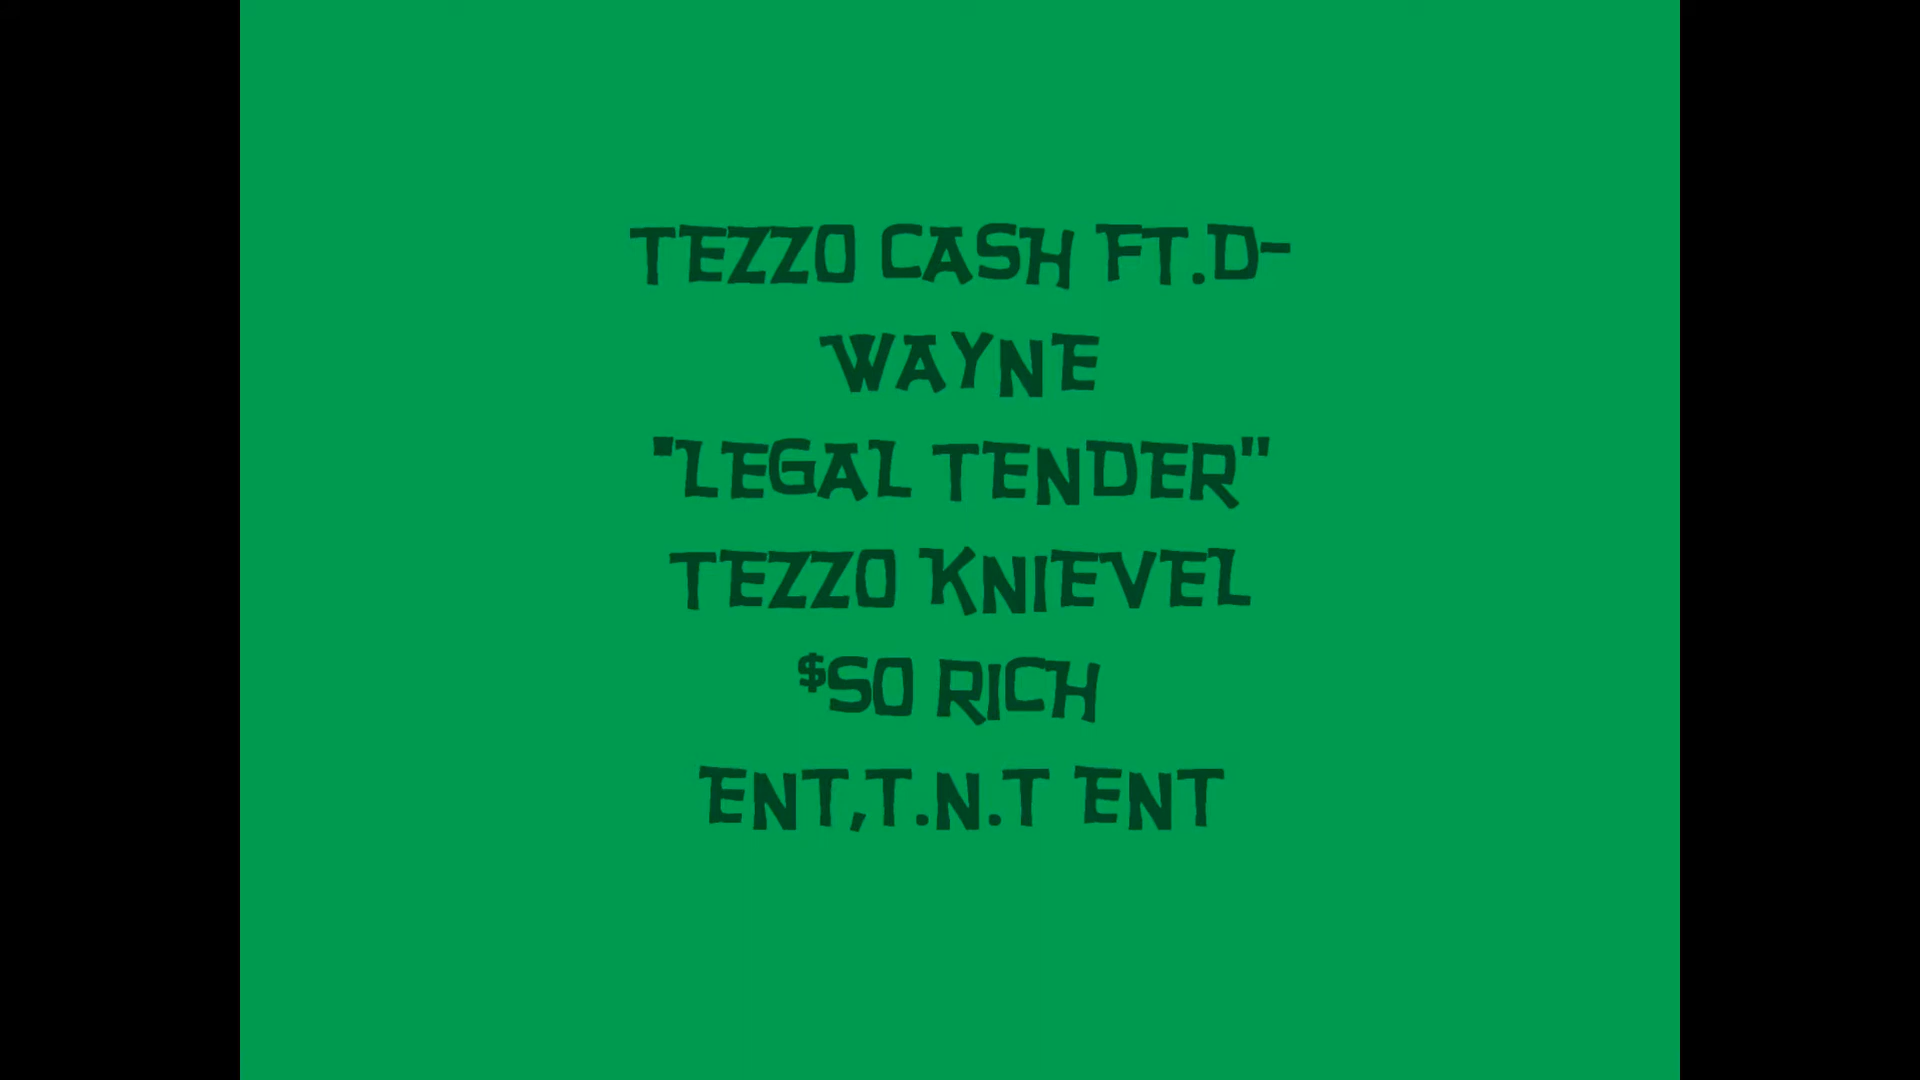 TEZZO CASH FT.D-
WAYNE
"LEGAL TENDER"
TEZZO KNIEVEL
$SO RICH
ENT,T.N.T ENT